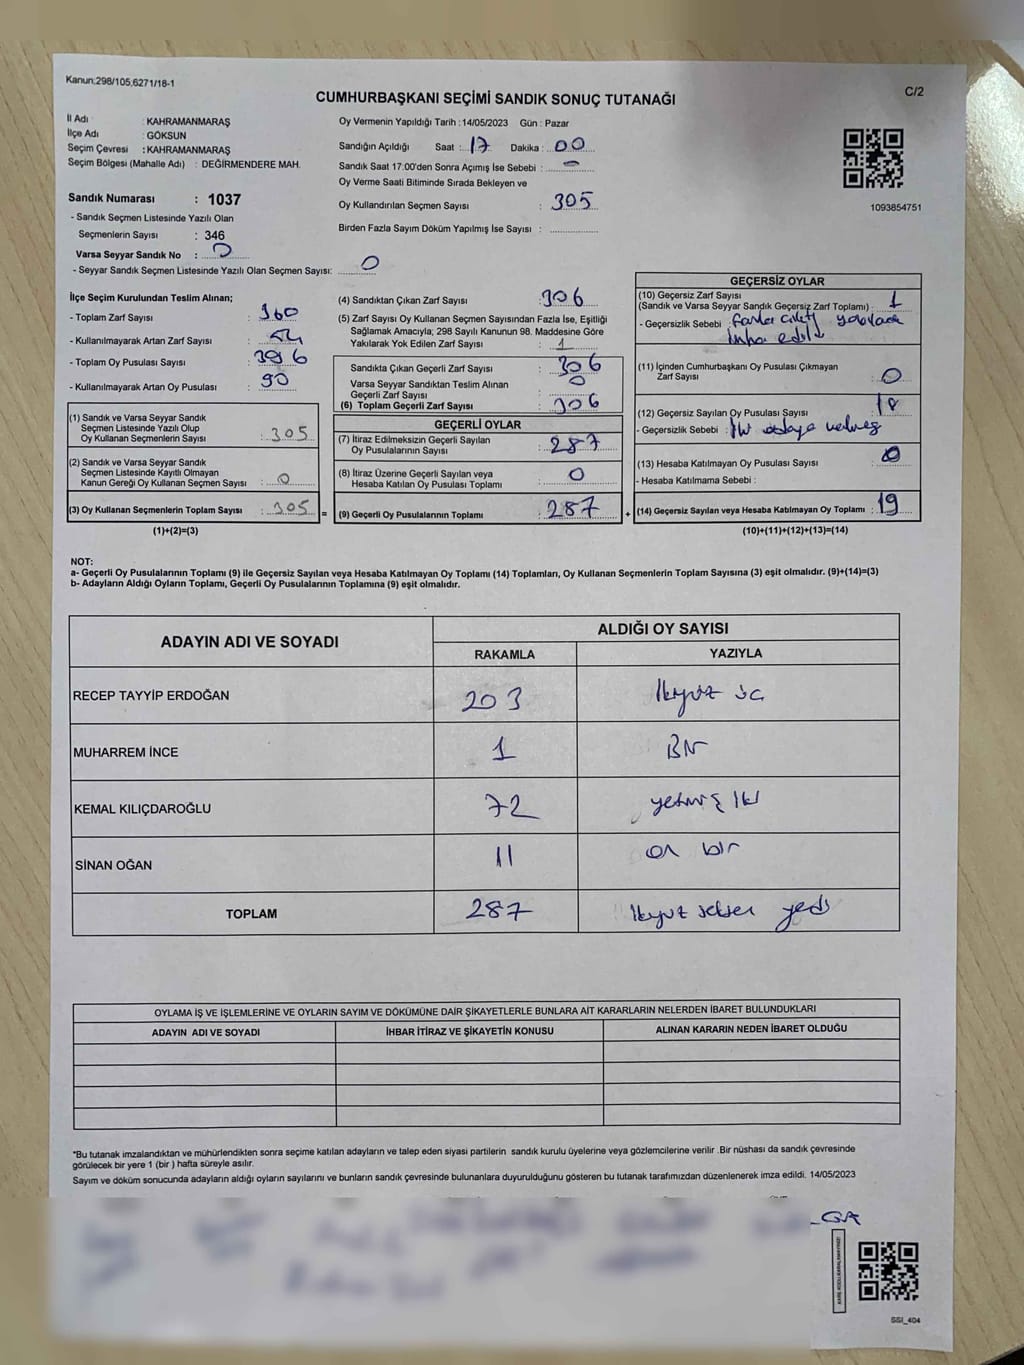 Kanun:298/105,6271/18-1
C/2
CUMHURBAŞKANI SEÇİMİ SANDIK SONUÇ TUTANAĞI
İl Adı : KAHRAMANMARAŞ
İlçe Adı : GÖKSUN
Seçim Çevresi : KAHRAMANMARAŞ
Seçim Bölgesi (Mahalle Adı) : DEĞİRMENDERE MAH.
Sandık Numarası : 1037
- Sandık Seçmen Listesinde Yazılı Olan
Seçmenlerin Sayısı : 346
Varsa Seyyar Sandık No : 0
- Seyyar Sandık Seçmen Listesinde Yazılı Olan Seçmen Sayısı: 0
Oy Vermenin Yapıldığı Tarih : 14/05/2023 Gün : Pazar
Sandığın Açıldığı Saat : 17 Dakika : 00
Sandık Saat 17:00'den Sonra Açımış İse Sebebi : -
Oy Verme Saati Bitiminde Sırada Bekleyen ve
Oy Kullandırılan Seçmen Sayısı : 305
Birden Fazla Sayım Döküm Yapılmış İse Sayısı :
1093854751
İlçe Seçim Kurulundan Teslim Alınan;
- Toplam Zarf Sayısı : 360
- Kullanılmayarak Artan Zarf Sayısı : 54
- Toplam Oy Pusulası Sayısı : 396
- Kullanılmayarak Artan Oy Pusulası : 90
(1) Sandık ve Varsa Seyyar Sandık
Seçmen Listesinde Yazılı Olup
Oy Kullanan Seçmenlerin Sayısı : 305
(2) Sandık ve Varsa Seyyar Sandık
Seçmen Listesinde Kayıtlı Olmayan
Kanun Gereği Oy Kullanan Seçmen Sayısı : 0
(3) Oy Kullanan Seçmenlerin Toplam Sayısı : 305 =
(1)+(2)=(3)
(4) Sandıktan Çıkan Zarf Sayısı : 306
(5) Zarf Sayısı Oy Kullanan Seçmen Sayısından Fazla İse, Eşitliği
Sağlamak Amacıyla; 298 Sayılı Kanunun 98. Maddesine Göre
Yakılarak Yok Edilen Zarf Sayısı : 1
Sandıkta Çıkan Geçerli Zarf Sayısı : 306
Varsa Seyyar Sandıktan Teslim Alınan
Geçerli Zarf Sayısı : 0
(6) Toplam Geçerli Zarf Sayısı : 306
GEÇERLİ OYLAR
(7) İtiraz Edilmeksizin Geçerli Sayılan
Oy Pusulalarının Sayısı : 287
(8) İtiraz Üzerine Geçerli Sayılan veya
Hesaba Katılan Oy Pusulası Toplamı : 0
(9) Geçerli Oy Pusulalarının Toplamı : 287 +
GEÇERSİZ OYLAR
(10) Geçersiz Zarf Sayısı
(Sandık ve Varsa Seyyar Sandık Geçersiz Zarf Toplamı) : 1
- Geçersizlik Sebebi : fazla çıktı yakılarak
imha edildi
(11) İçinden Cumhurbaşkanı Oy Pusulası Çıkmayan
Zarf Sayısı : 0
(12) Geçersiz Sayılan Oy Pusulası Sayısı : 18
- Geçersizlik Sebebi : iki adaya
(13) Hesaba Katılmayan Oy Pusulası Sayısı : 0
- Hesaba Katılmama Sebebi :
(14) Geçersiz Sayılan veya Hesaba Katılmayan Oy Toplamı : 19
(10)+(11)+(12)+(13)=(14)
NOT:
a- Geçerli Oy Pusulalarının Toplamı (9) ile Geçersiz Sayılan veya Hesaba Katılmayan Oy Toplamı (14) Toplamları, Oy Kullanan Seçmenlerin Toplam Sayısına (3) eşit olmalıdır. (9)+(14)=(3)
b- Adayların Aldığı Oyların Toplamı, Geçerli Oy Pusulalarının Toplamına (9) eşit olmalıdır.
ADAYIN ADI VE SOYADI
ALDIĞI OY SAYISI
RAKAMLA YAZIYLA
RECEP TAYYİP ERDOĞAN 203 ikiyüz üç
MUHARREM İNCE 1 BİR
KEMAL KILIÇDAROĞLU 72 yetmiş iki
SİNAN OĞAN 11 on bir
TOPLAM 287 ikiyüz seksen yedi
OYLAMA İŞ VE İŞLEMLERİNE VE OYLARIN SAYIM VE DÖKÜMÜNE DAİR ŞİKAYETLERLE BUNLARA AİT KARARLARIN NELERDEN İBARET BULUNDUKLARI
ADAYIN ADI VE SOYADI İHBAR İTİRAZ VE ŞİKAYETİN KONUSU ALINAN KARARIN NEDEN İBARET OLDUĞU
*Bu tutanak imzalandıktan ve mühürlendikten sonra seçime katılan adayların ve talep eden siyasi partilerin sandık kurulu üyelerine veya gözlemcilerine verilir .Bir nüshası da sandık çevresinde
görülecek bir yere 1 (bir ) hafta süreyle asılır.
Sayım ve döküm sonucunda adayların aldığı oyların sayılarını ve bunların sandık çevresinde bulunanlara duyurulduğunu gösteren bu tutanak tarafımızdan düzenlenerek imza edildi. 14/05/2023
SSI_404